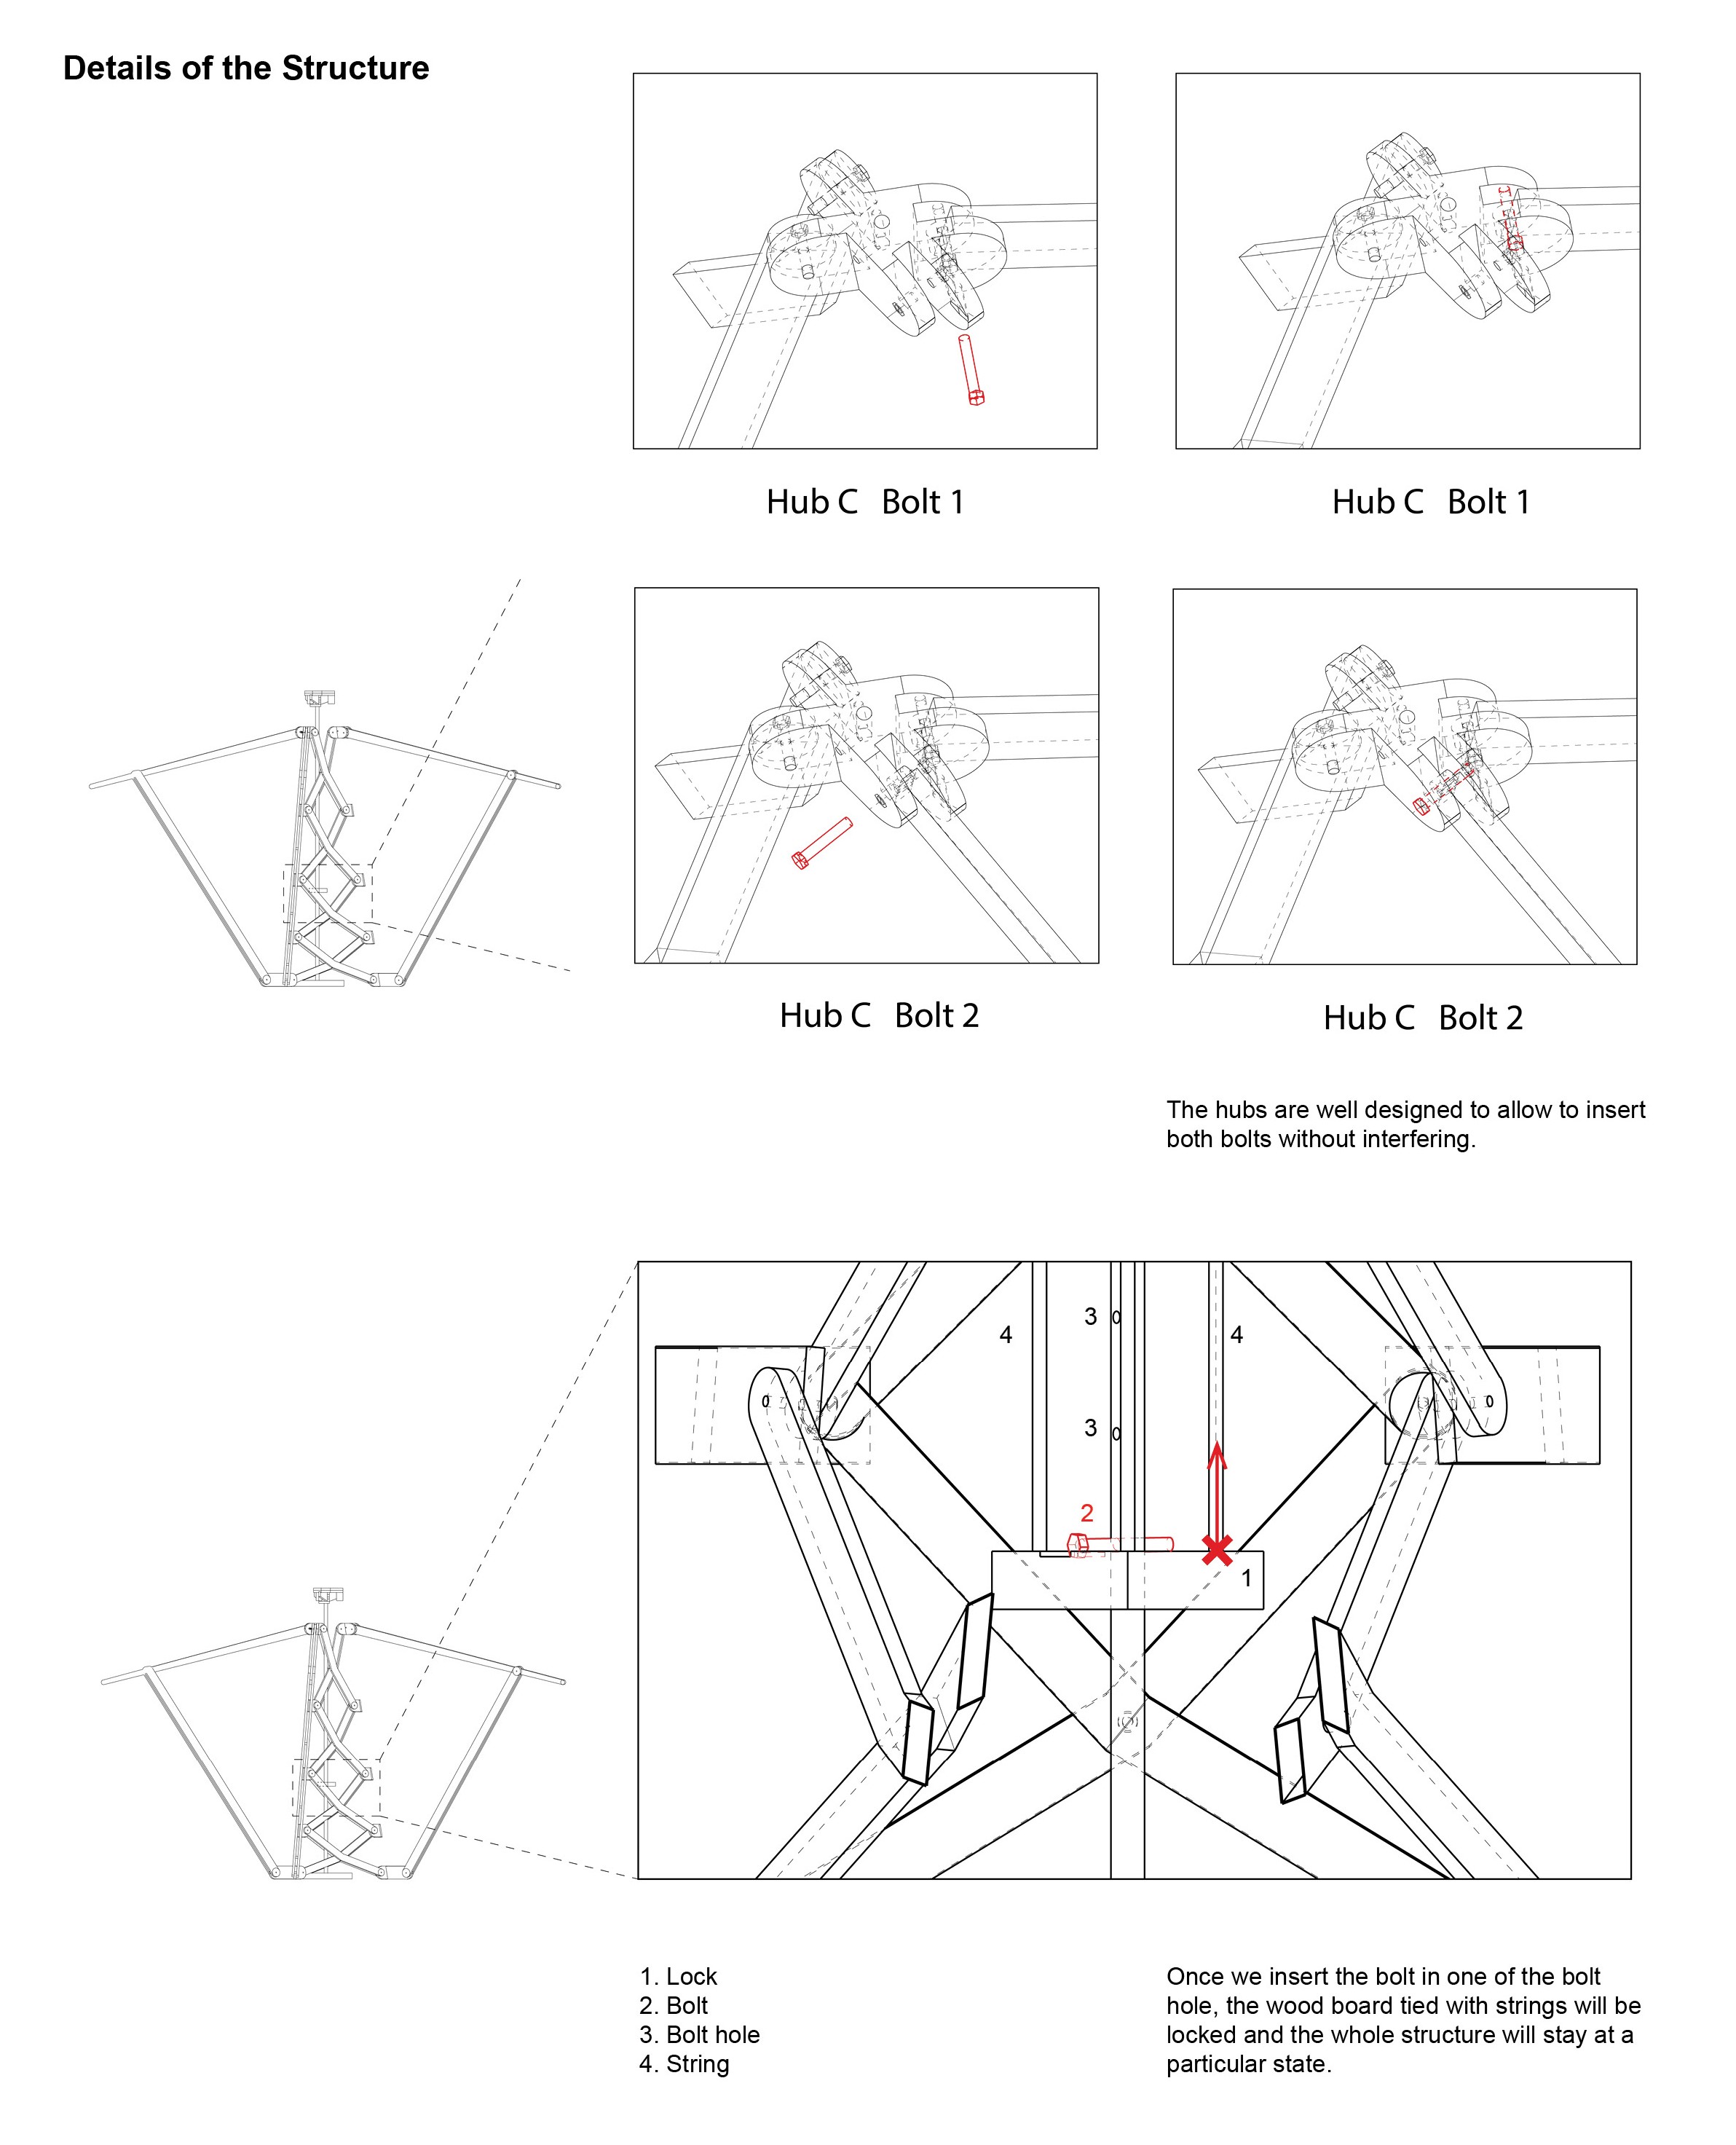 Details of the Structure
Hub C Bolt 1
Hub C Bolt 1
Hub C Bolt 2
Hub C Bolt 2
The hubs are well designed to allow to insert
both bolts without interfering.
3
4
4
3
2
1
1. Lock
2. Bolt
3. Bolt hole
4. String
Once we insert the bolt in one of the bolt
hole, the wood board tied with strings will be
locked and the whole structure will stay at a
particular state.